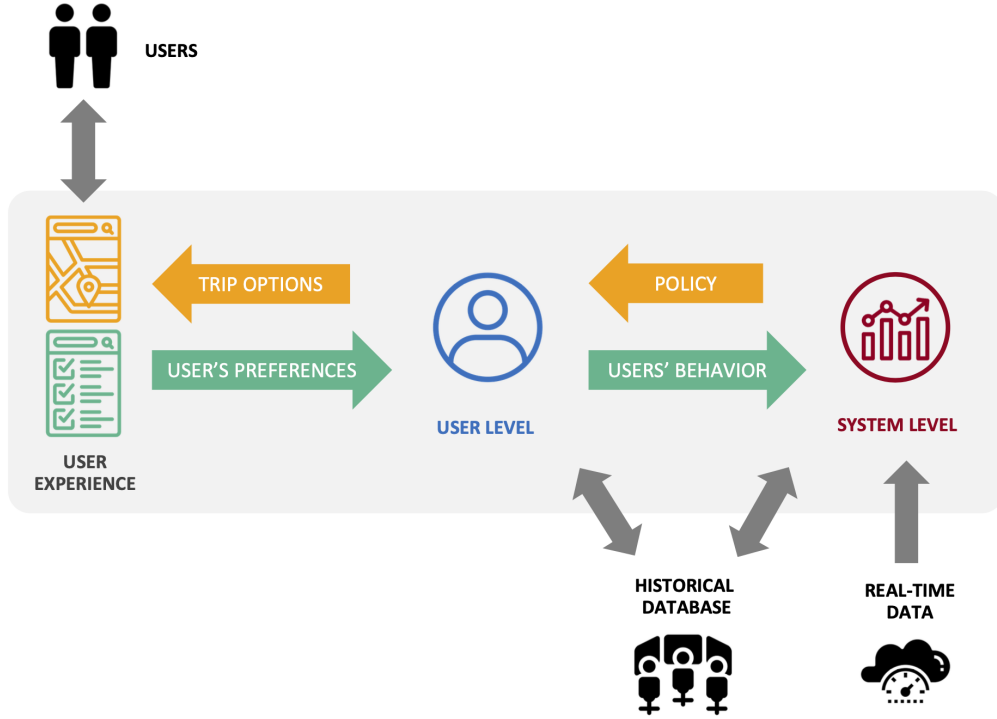 USERS
TRIP OPTIONS
POLICY
USER'S PREFERENCES
USERS' BEHAVIOR
USER LEVEL
SYSTEM LEVEL
USER
EXPERIENCE
HISTORICAL
DATABASE
REAL-TIME
DATA